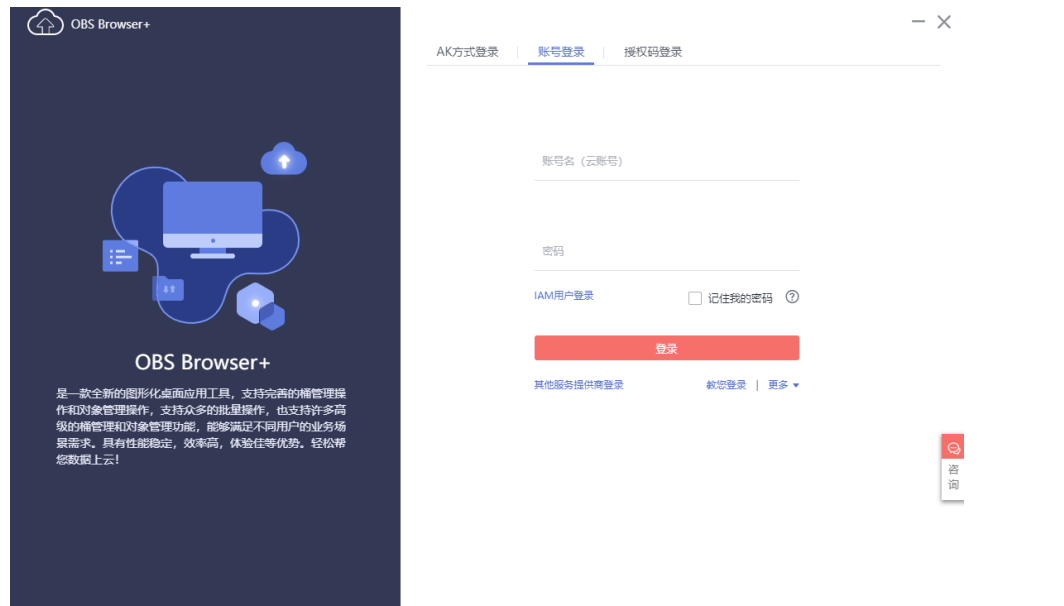 OBS Browser+
AK方式登录
账号登录
授权码登录
账号名（云账号）
密码
IAM用户登录
记住我的密码
?
登录
其他服务提供商登录
教您登录 | 更多
OBS Browser+
是一款全新的图形化桌面应用工具，支持完善的桶管理操
作和对象管理操作，支持众多的批量操作，也支持许多高
级的桶管理和对象管理功能，能够满足不同用户的业务场
景需求。具有性能稳定，效率高，体验佳等优势。轻松帮
您数据上云！
咨
询